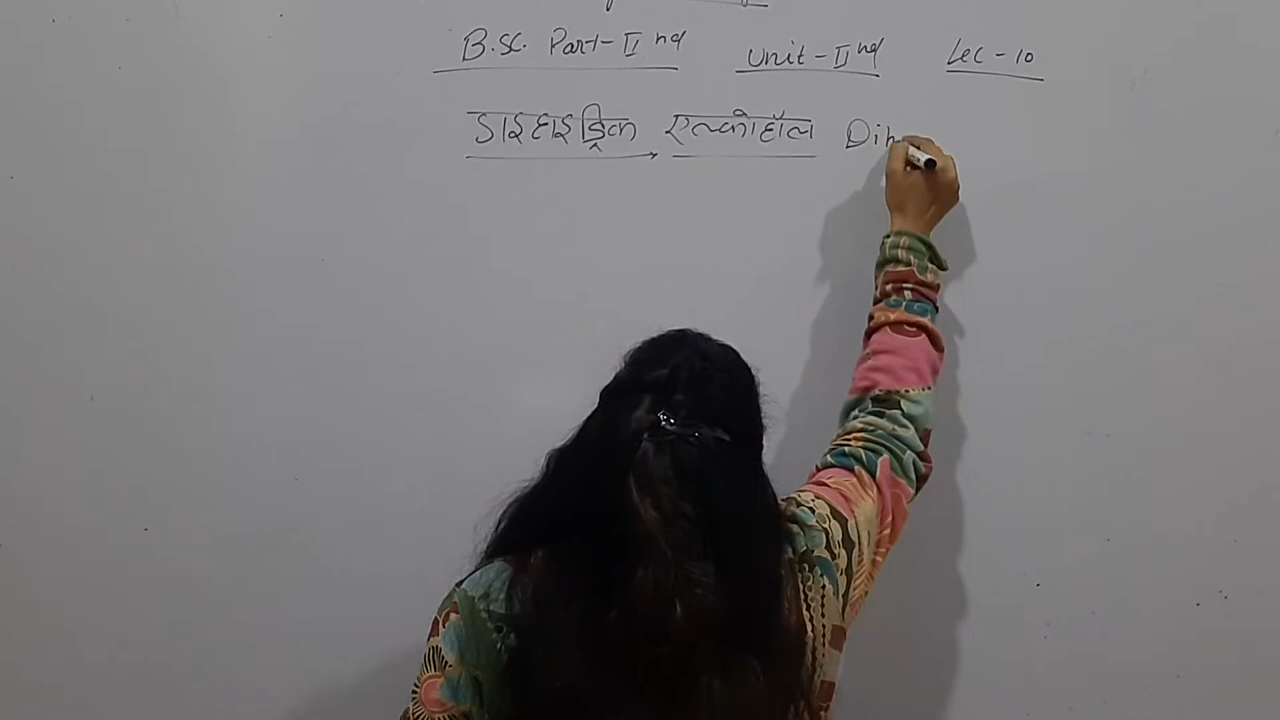 B.Sc. Part-II nd Unit-II nd Lec-10
डाइहाइड्रिक एल्कोहॉल Dih